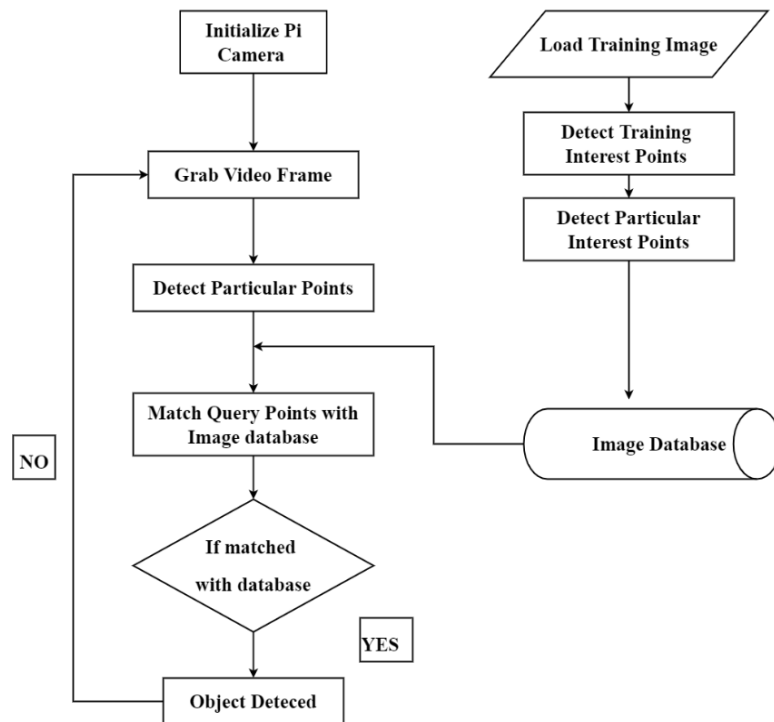 Initialize Pi
Camera
Grab Video Frame
Detect Particular Points
Match Query Points with
Image database
If matched
with database
NO
YES
Object Deteced
Load Training Image
Detect Training
Interest Points
Detect Particular
Interest Points
Image Database